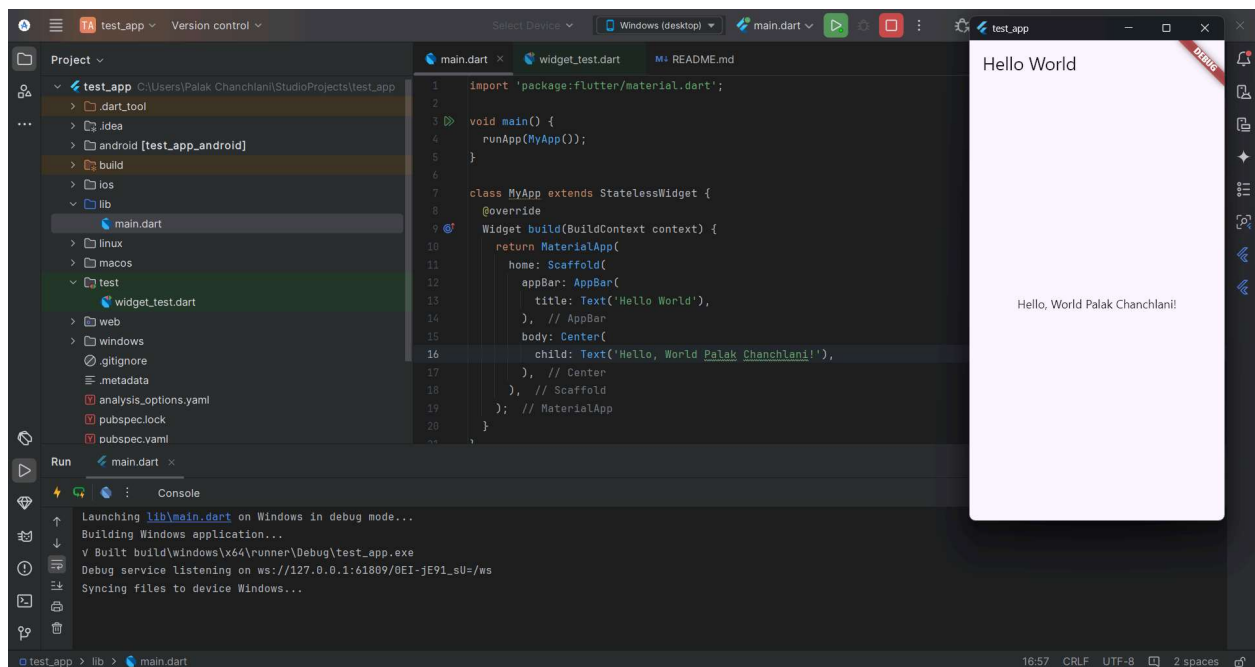 TA test_app Version control
Select Device
Windows (desktop)
main.dart
Project
test_app C:\Users\Palak Chanchlani\StudioProjects\test_app
.dart_tool
.idea
android [test_app_android]
build
ios
lib
main.dart
linux
macos
test
widget_test.dart
web
windows
.gitignore
.metadata
analysis_options.yaml
pubspec.lock
pubspec.yaml
main.dart
widget_test.dart
M↓ README.md
1 import 'package:flutter/material.dart';
2
3 void main() {
4 runApp(MyApp());
5 }
6
7 class MyApp extends StatelessWidget {
8 @override
9 Widget build(BuildContext context) {
10 return MaterialApp(
11 home: Scaffold(
12 appBar: AppBar(
13 title: Text('Hello World'),
14 ), // AppBar
15 body: Center(
16 child: Text('Hello, World Palak Chanchlani!'),
17 ), // Center
18 ), // Scaffold
19 ); // MaterialApp
20 }
21 }
test_app
Hello World
DEBUG
Hello, World Palak Chanchlani!
Run main.dart
Console
Launching lib\main.dart on Windows in debug mode...
Building Windows application...
√ Built build\windows\x64\runner\Debug\test_app.exe
Debug service listening on ws://127.0.0.1:61809/0EI-jE91_sU=/ws
Syncing files to device Windows...
test_app > lib > main.dart
16:57 CRLF UTF-8 2 spaces